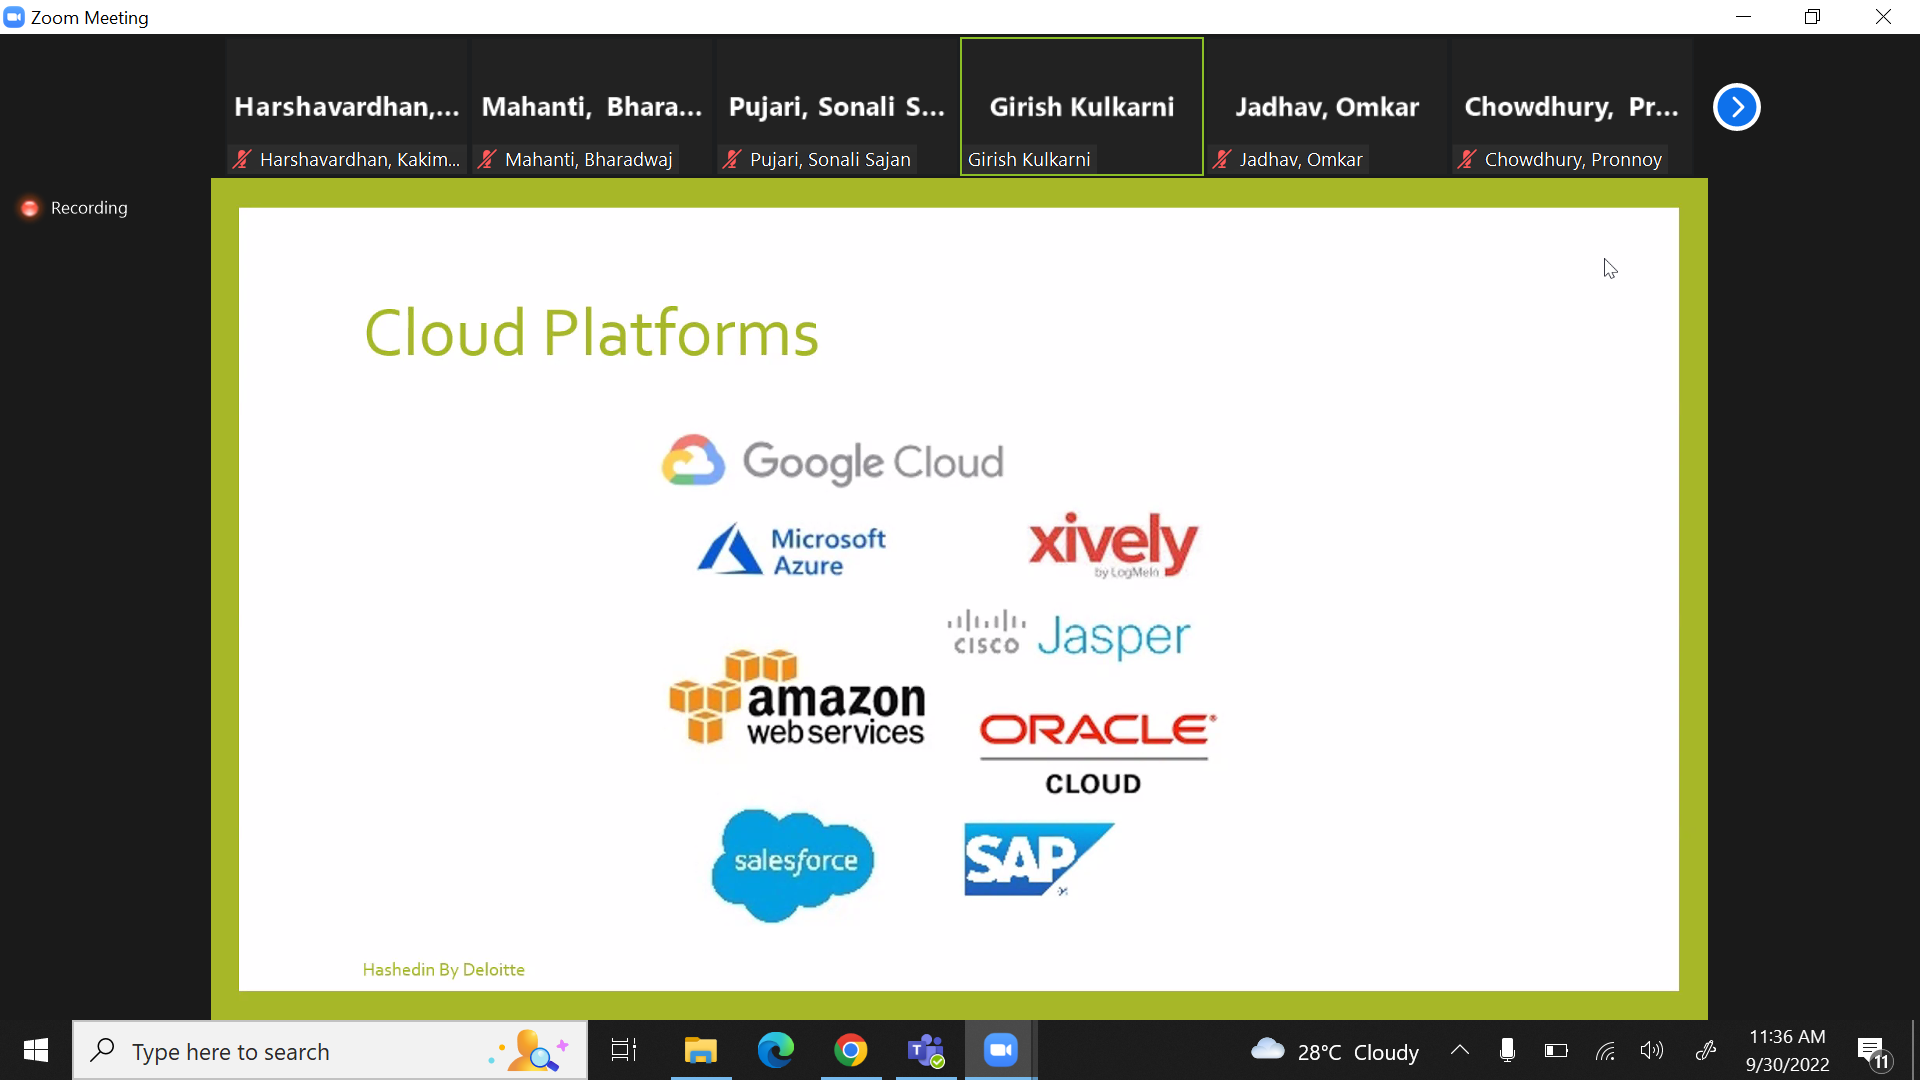 Zoom Meeting
Harshavardhan,...
Mahanti, Bhara...
Pujari, Sonali S...
Girish Kulkarni
Jadhav, Omkar
Chowdhury, Pr...
Harshavardhan, Kakim...
Mahanti, Bharadwaj
Pujari, Sonali Sajan
Girish Kulkarni
Jadhav, Omkar
Chowdhury, Pronnoy
Recording
Cloud Platforms
Google Cloud
Microsoft
Azure
xively
by LogMeIn
cisco Jasper
amazon
web services
ORACLE®
CLOUD
salesforce
SAP
Hashedin By Deloitte
Type here to search
T
28°C Cloudy
11:36 AM
9/30/2022
11